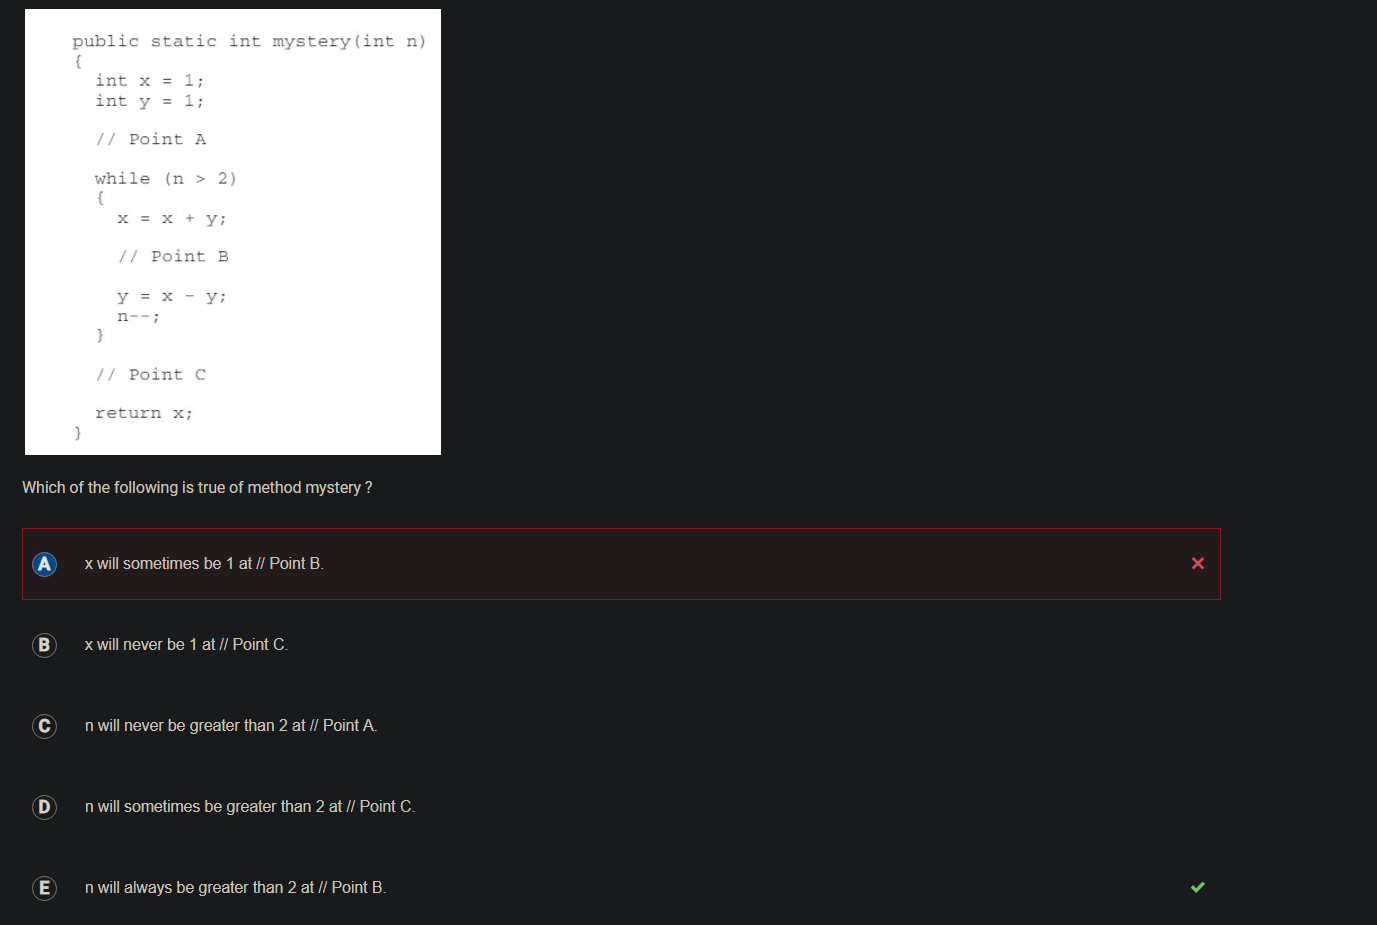 public static int mystery(int n)
{
int x = 1;
int y = 1;
// Point A
while (n > 2)
{
x = x + y;
// Point B
y = x - y;
n--;
}
// Point C
return x;
}
Which of the following is true of method mystery ?
A x will sometimes be 1 at // Point B.
B x will never be 1 at // Point C.
C n will never be greater than 2 at // Point A.
D n will sometimes be greater than 2 at // Point C.
E n will always be greater than 2 at // Point B.